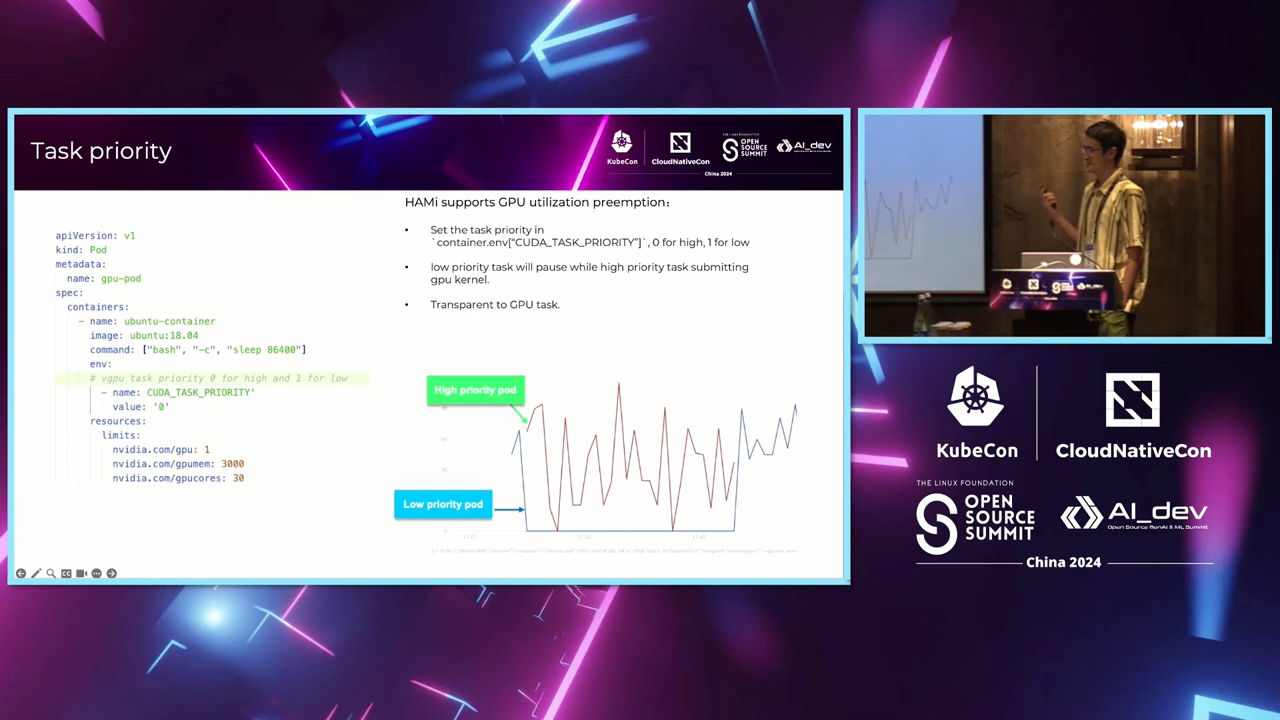 Task priority
KubeCon
CloudNativeCon
THE LINUX FOUNDATION
OPEN SOURCE SUMMIT
AI_dev
China 2024
apiVersion: v1
kind: Pod
metadata:
name: gpu-pod
spec:
containers:
- name: ubuntu-container
image: ubuntu:18.04
command: ["bash", "-c", "sleep 86400"]
env:
# vgpu task priority 0 for high and 1 for low
- name: CUDA_TASK_PRIORITY'
value: '0'
resources:
limits:
nvidia.com/gpu: 1
nvidia.com/gpumem: 3000
nvidia.com/gpucores: 30
HAMi supports GPU utilization preemption：
• Set the task priority in
`container.env[“CUDA_TASK_PRIORITY”]`, 0 for high, 1 for low
• low priority task will pause while high priority task submitting
gpu kernel.
• Transparent to GPU task.
High priority pod
Low priority pod
KubeCon
CloudNativeCon
THE LINUX FOUNDATION
OPEN
SOURCE
SUMMIT
AI_dev
Open Source GenAI & ML Summit
China 2024